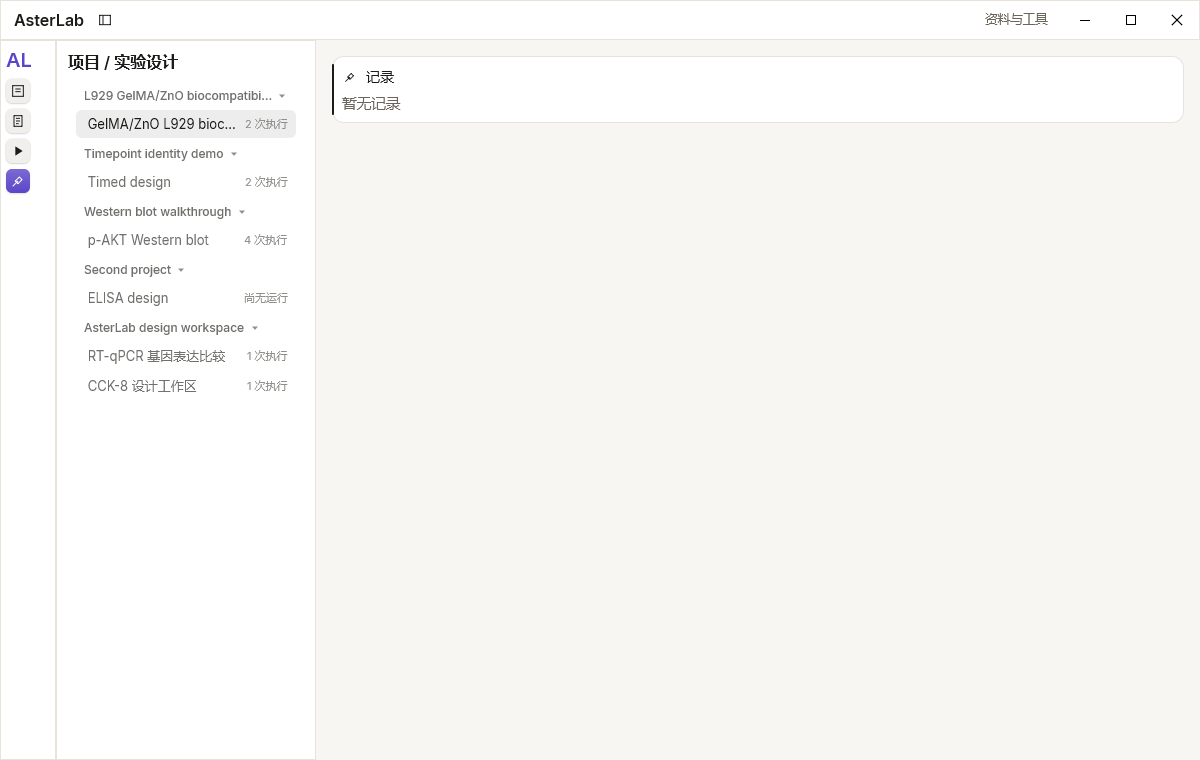 AsterLab
资料与工具
AL
项目 / 实验设计
L929 GelMA/ZnO biocompatibi...
GelMA/ZnO L929 bioc... 2 次执行
Timepoint identity demo
Timed design 2 次执行
Western blot walkthrough
p-AKT Western blot 4 次执行
Second project
ELISA design 尚无运行
AsterLab design workspace
RT-qPCR 基因表达比较 1 次执行
CCK-8 设计工作区 1 次执行
记录
暂无记录